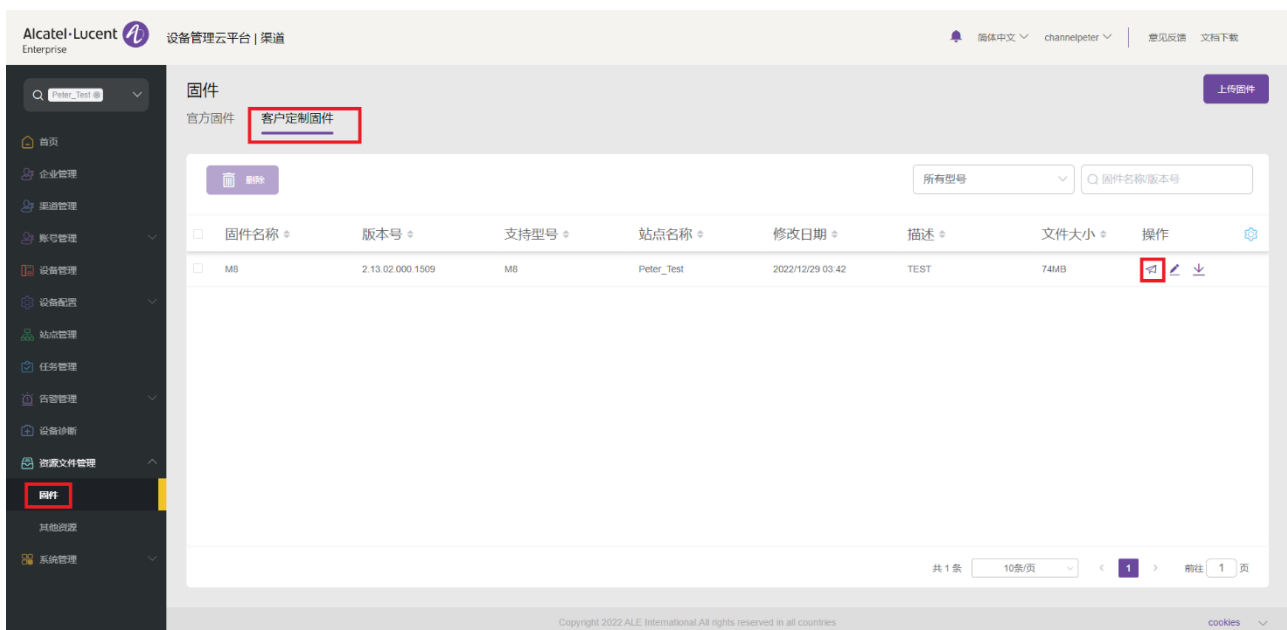 Alcatel·Lucent
Enterprise
设备管理云平台 | 渠道
简体中文
channelpeter
意见反馈
文档下载
Peter_Test
首页
企业管理
渠道管理
账号管理
设备管理
设备配置
站点管理
任务管理
告警管理
设备诊断
资源文件管理
固件
其他资源
系统管理
固件
上传固件
官方固件 客户定制固件
删除
所有型号
固件名称/版本号
固件名称 版本号 支持型号 站点名称 修改日期 描述 文件大小 操作
M8 2.13.02.000.1509 M8 Peter_Test 2022/12/29 03:42 TEST 74MB
共 1 条 10条/页 1 前往 1 页
Copyright 2022 ALE International.All rights reserved in all countries
cookies